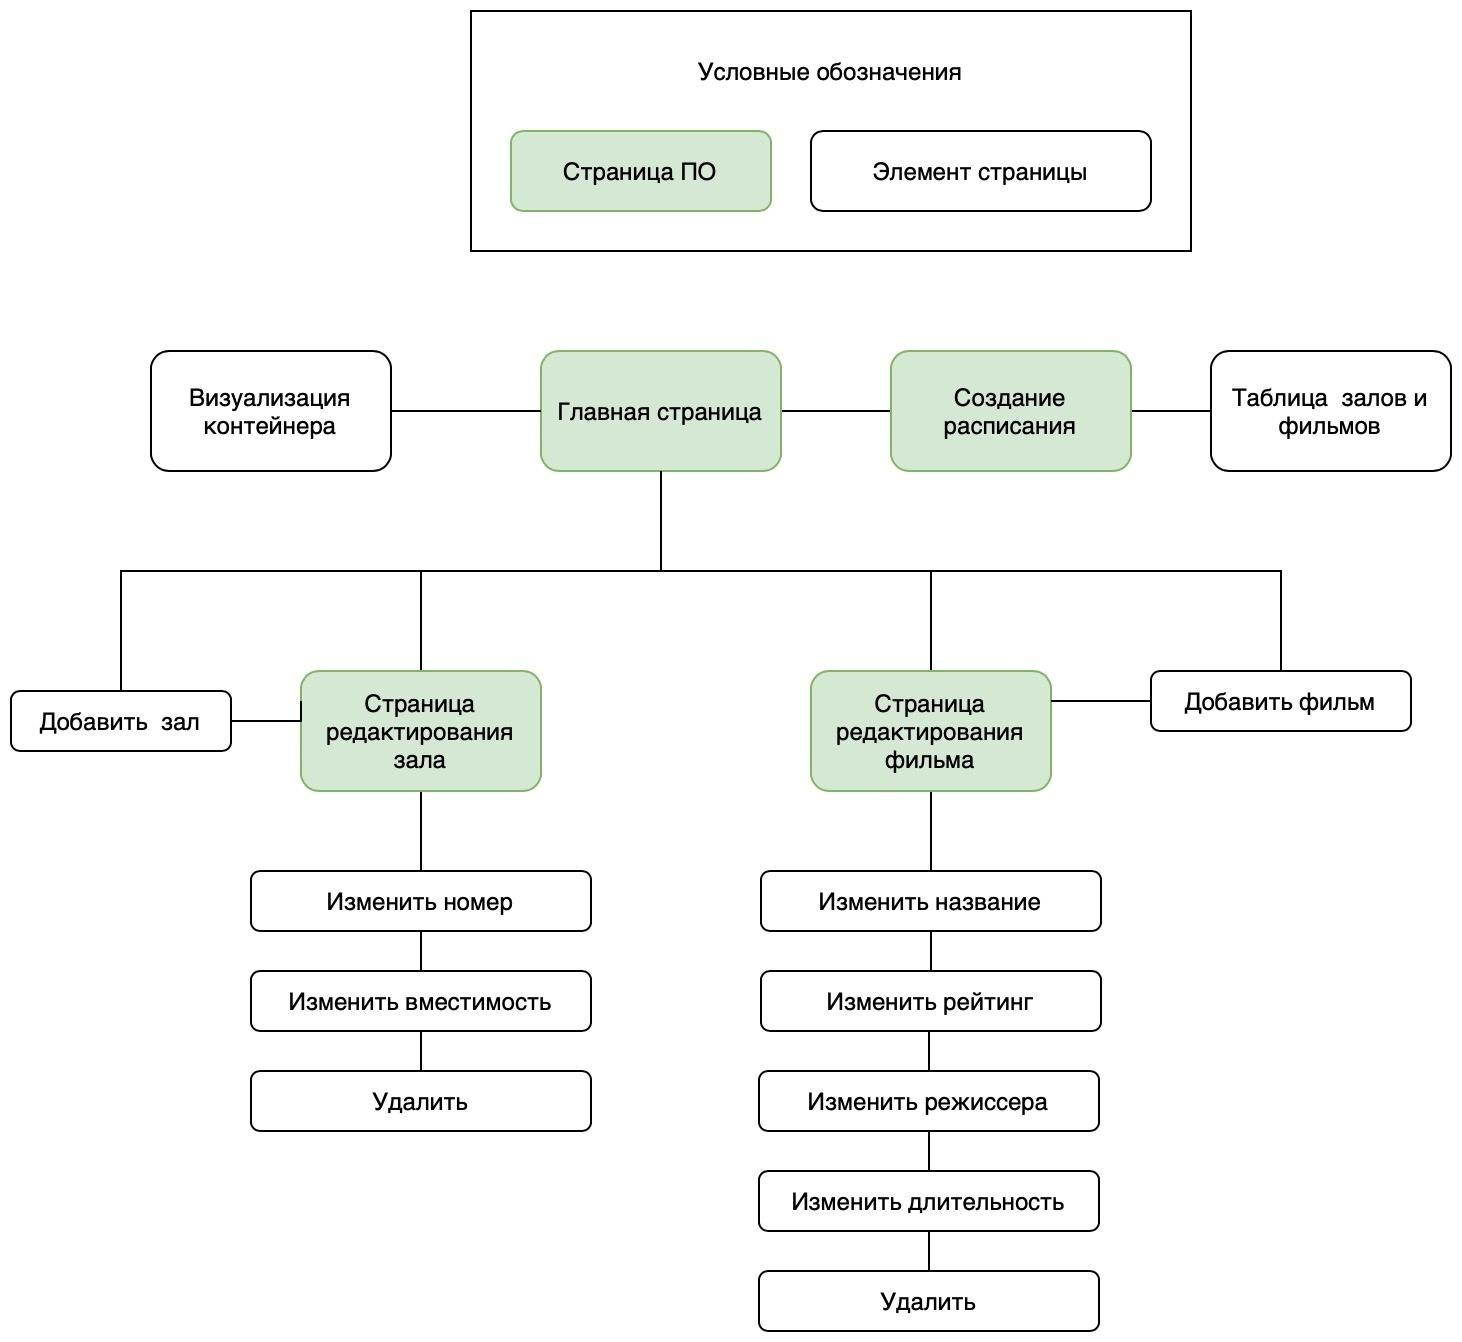 Условные обозначения
Страница ПО
Элемент страницы
Визуализация
контейнера
Главная страница
Создание
расписания
Таблица залов и
фильмов
Добавить зал
Страница
редактирования
зала
Страница
редактирования
фильма
Добавить фильм
Изменить номер
Изменить вместимость
Удалить
Изменить название
Изменить рейтинг
Изменить режиссера
Изменить длительность
Удалить